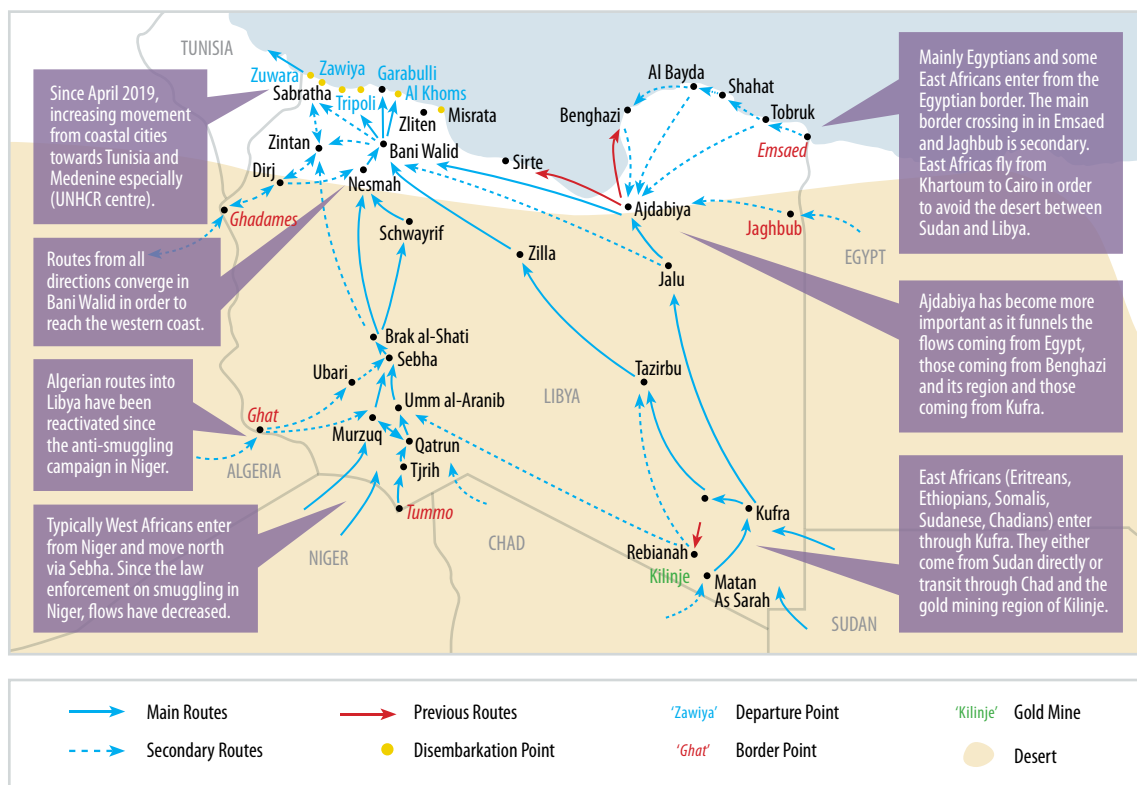 TUNISIA
Zuwara
Zawiya
Garabulli
Sabratha
Tripoli
Al Khoms
Misrata
Zliten
Zintan
Bani Walid
Dirj
Nesmah
Ghadames
Schwayrif
Sirte
Benghazi
Al Bayda
Shahat
Tobruk
Emsaed
Ajdabiya
Jaghbub
EGYPT
Zilla
Jalu
Brak al-Shati
Sebha
Ubari
Umm al-Aranib
Ghat
Murzuq
Qatrun
Tjrih
Tummo
ALGERIA
NIGER
CHAD
LIBYA
Tazirbu
Kufra
Rebianah
Kilinje
Matan
As Sarah
SUDAN
Since April 2019,
increasing movement
from coastal cities
towards Tunisia and
Medenine especially
(UNHCR centre).
Routes from all
directions converge in
Bani Walid in order to
reach the western coast.
Algerian routes into
Libya have been
reactivated since
the anti-smuggling
campaign in Niger.
Typically West Africans enter
from Niger and move north
via Sebha. Since the law
enforcement on smuggling in
Niger, flows have decreased.
Mainly Egyptians and some
East Africans enter from the
Egyptian border. The main
border crossing in in Emsaed
and Jaghbub is secondary.
East Africas fly from
Khartoum to Cairo in order
to avoid the desert between
Sudan and Libya.
Ajdabiya has become more
important as it funnels the
flows coming from Egypt,
those coming from Benghazi
and its region and those
coming from Kufra.
East Africans (Eritreans,
Ethiopians, Somalis,
Sudanese, Chadians) enter
through Kufra. They either
come from Sudan directly or
transit through Chad and the
gold mining region of Kilinje.
Main Routes
Previous Routes
'Zawiya' Departure Point
'Kilinje' Gold Mine
Secondary Routes
Disembarkation Point
'Ghat' Border Point
Desert